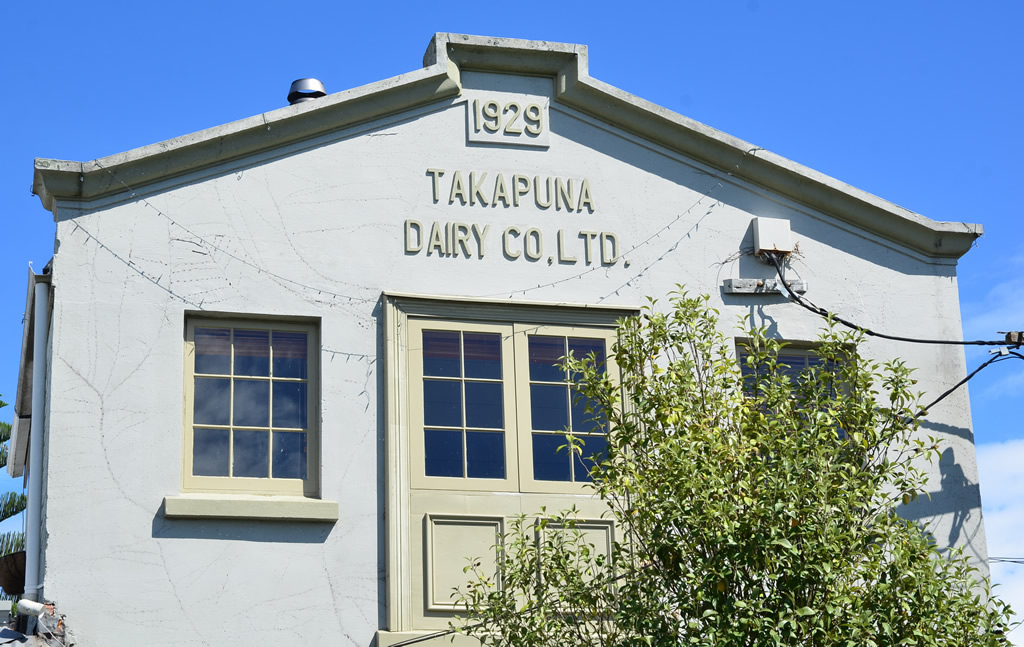 1929
TAKAPUNA
DAIRY CO,LTD.